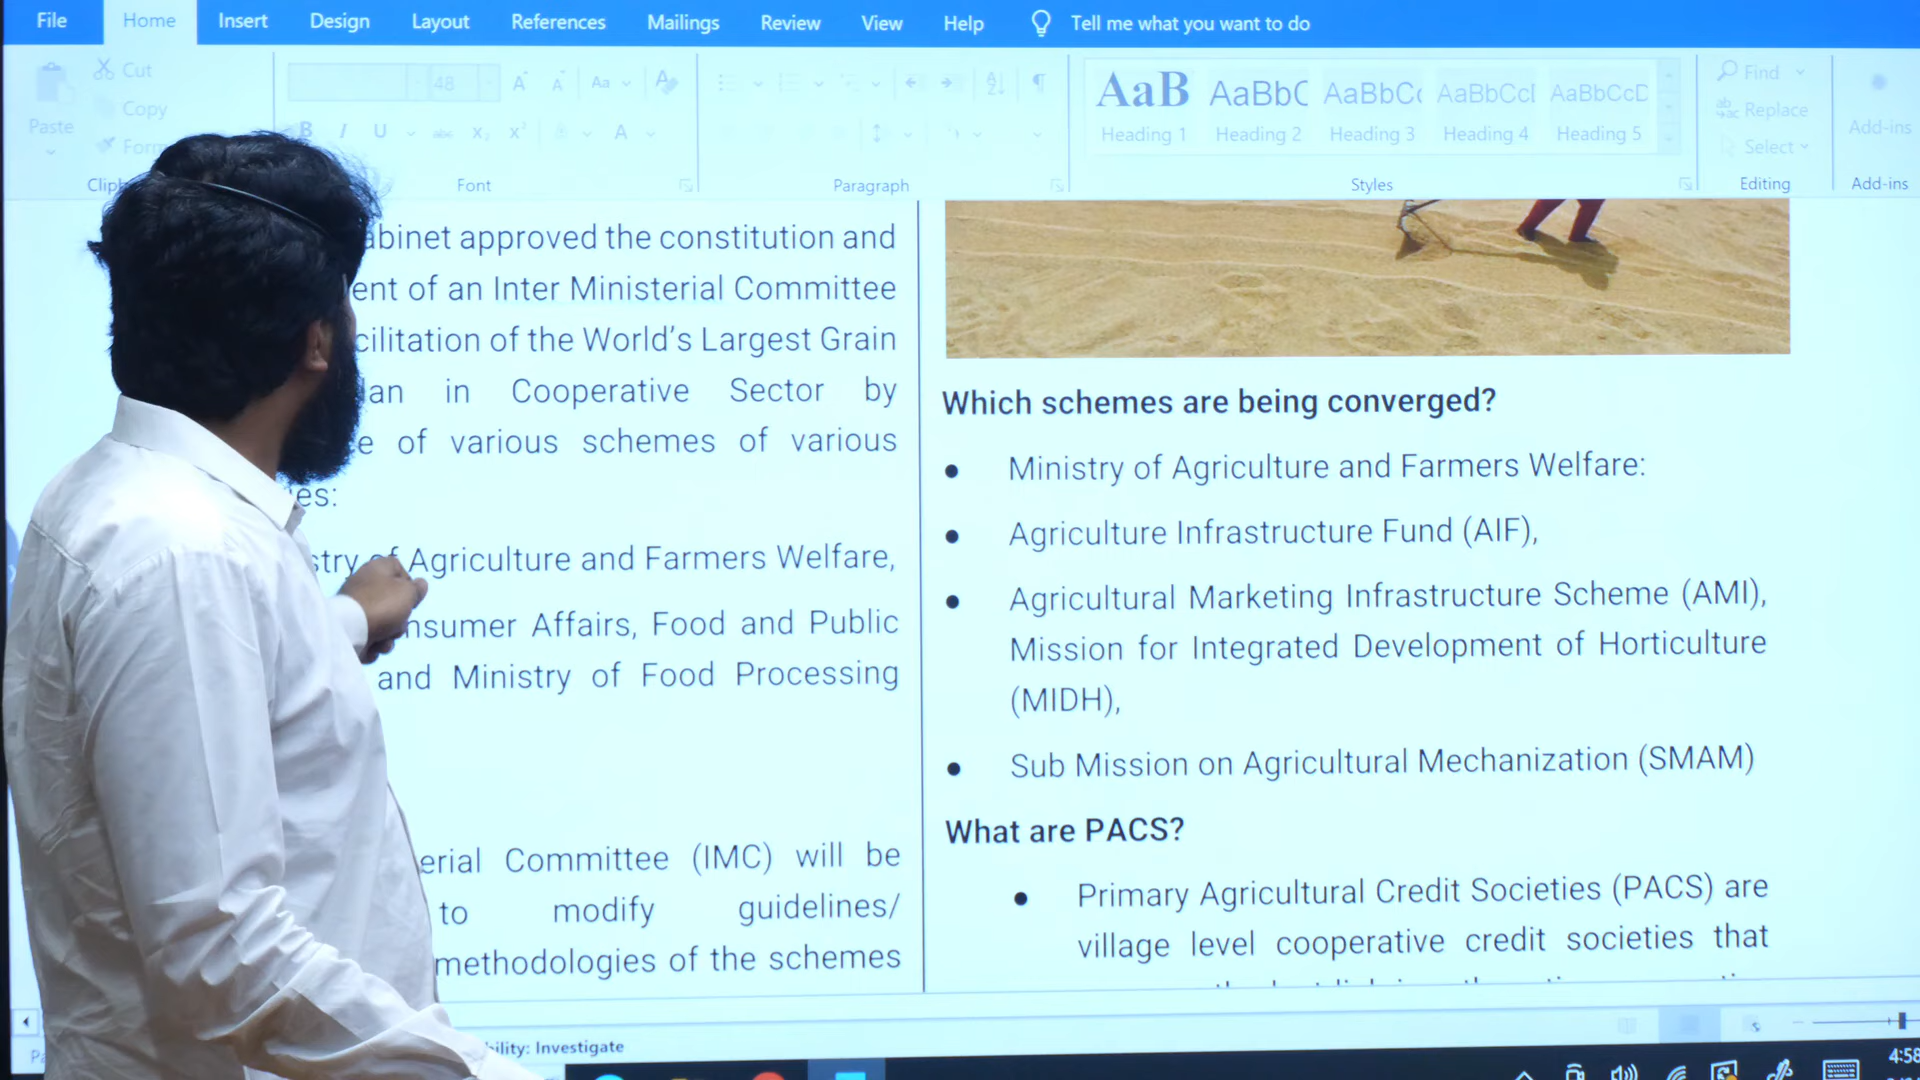 File Home Insert Design Layout References Mailings Review View Help Tell me what you want to do
Cut
Copy
Paste
48
Font
Paragraph
AaB AaBbC AaBbCc AaBbCcI AaBbCcD
Heading 1 Heading 2 Heading 3 Heading 4 Heading 5
Styles
Find
Replace
Select
Editing
Add-ins
Add-ins
abinet approved the constitution and
ent of an Inter Ministerial Committee
cilitation of the World's Largest Grain
an in Cooperative Sector by
e of various schemes of various
es:
stry of Agriculture and Farmers Welfare,
nsumer Affairs, Food and Public
and Ministry of Food Processing
erial Committee (IMC) will be
to modify guidelines/
methodologies of the schemes
Which schemes are being converged?
● Ministry of Agriculture and Farmers Welfare:
● Agriculture Infrastructure Fund (AIF),
● Agricultural Marketing Infrastructure Scheme (AMI),
Mission for Integrated Development of Horticulture
(MIDH),
● Sub Mission on Agricultural Mechanization (SMAM)
What are PACS?
● Primary Agricultural Credit Societies (PACS) are
village level cooperative credit societies that
bility: Investigate
4:58